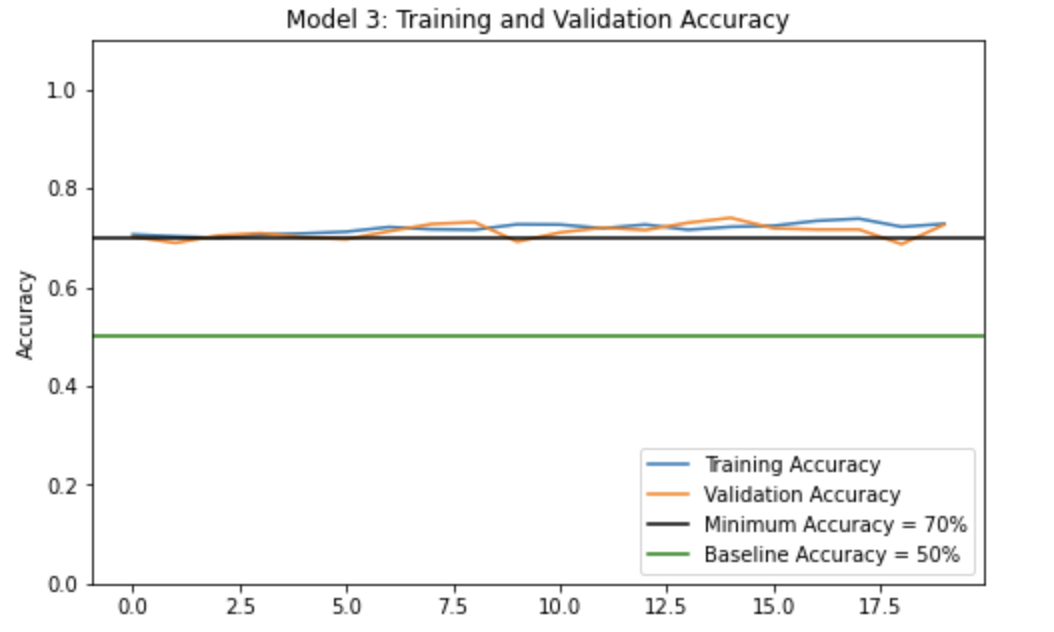 Model 3: Training and Validation Accuracy
1.0
0.8
0.6
0.4
0.2
0.0
Accuracy
Training Accuracy
Validation Accuracy
Minimum Accuracy = 70%
Baseline Accuracy = 50%
0.0 2.5 5.0 7.5 10.0 12.5 15.0 17.5